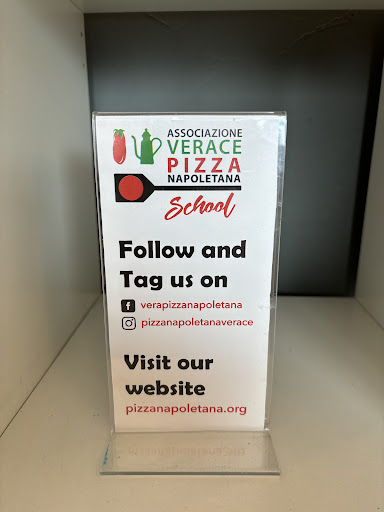 ASSOCIAZIONE
VERACE
PIZZA
NAPOLETANA
School
Follow and
Tag us on
verapizzanapoletana
pizzanapoletanaverace
Visit our
website
pizzanapoletana.org